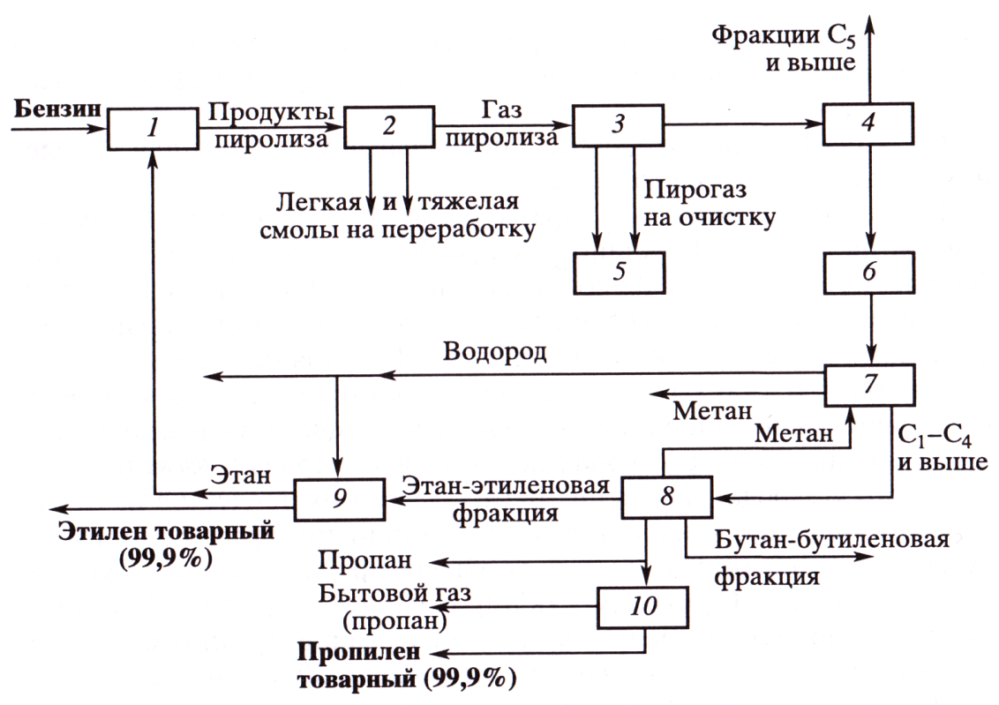 Фракции C5
и выше
Бензин
1
Продукты
пиролиза
2
Газ
пиролиза
3
4
Легкая и тяжелая
смолы на переработку
Пирогаз
на очистку
5
6
Водород
7
Метан
Метан
C1–C4
и выше
Этан
9
Этан-этиленовая
фракция
8
Этилен товарный
(99,9%)
Бутан-бутиленовая
фракция
Пропан
Бытовой газ
(пропан)
10
Пропилен
товарный (99,9%)